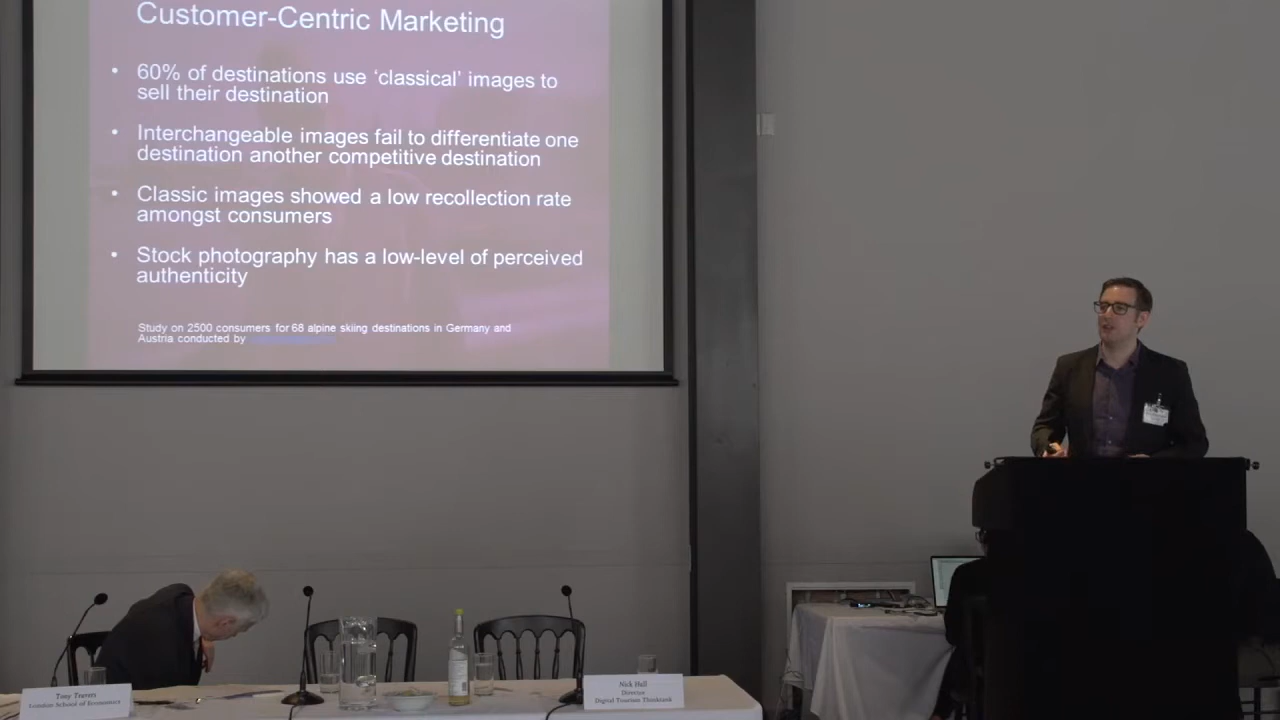 Customer-Centric Marketing
• 60% of destinations use ‘classical’ images to
sell their destination
• Interchangeable images fail to differentiate one
destination another competitive destination
• Classic images showed a low recollection rate
amongst consumers
• Stock photography has a low-level of perceived
authenticity
Study on 2500 consumers for 68 alpine skiing destinations in Germany and
Austria conducted by
Tony Travers
London School of Economics
Nick Hall
Director
Digital Tourism Thinktank